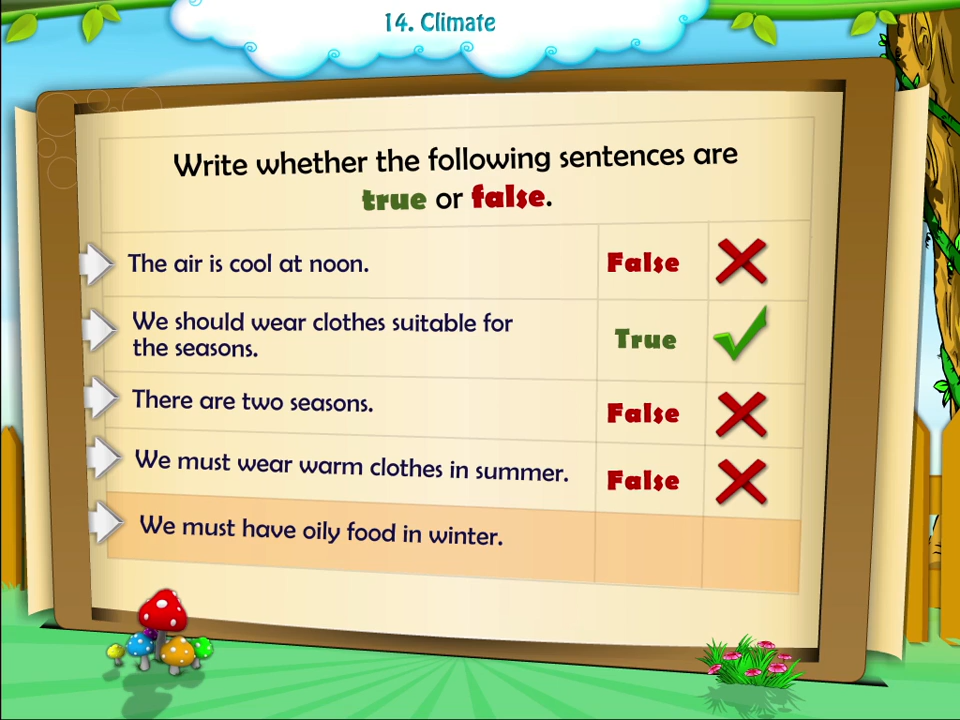 14. Climate
Write whether the following sentences are
true or false.
The air is cool at noon. False
We should wear clothes suitable for
the seasons. True
There are two seasons. False
We must wear warm clothes in summer. False
We must have oily food in winter.